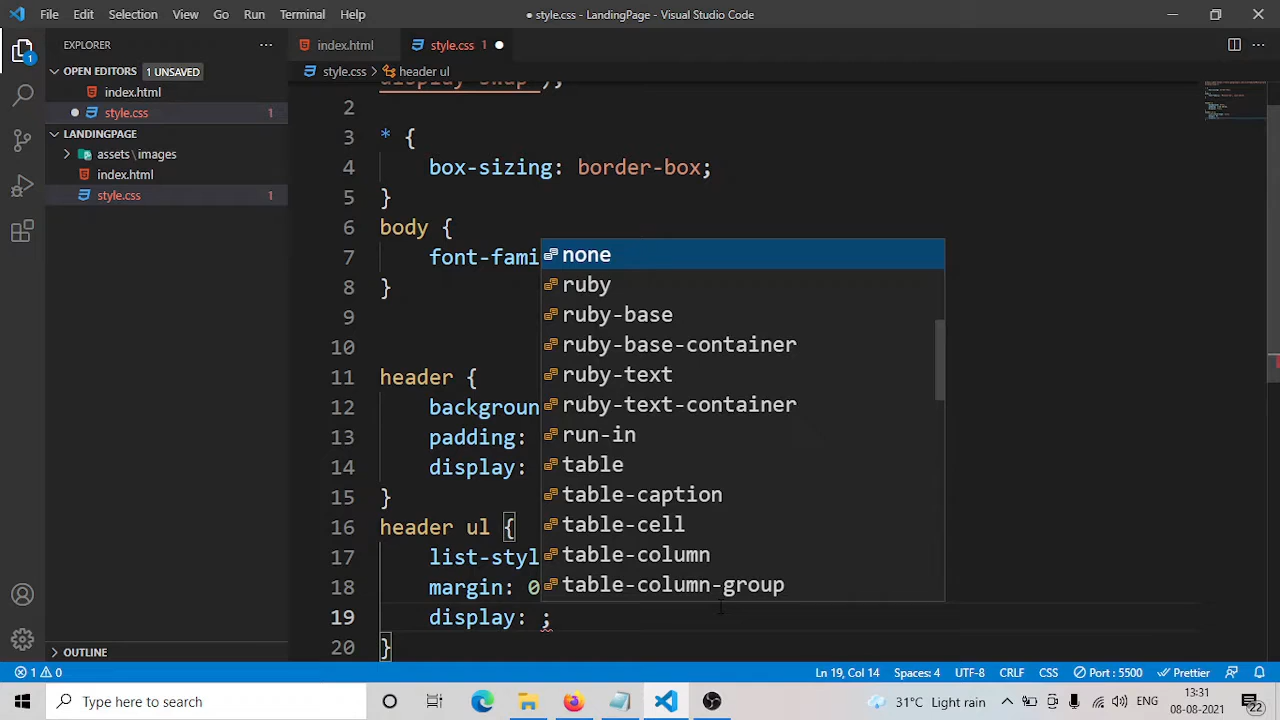 File Edit Selection View Go Run Terminal Help
● style.css - LandingPage - Visual Studio Code
EXPLORER
index.html
style.css 1
style.css > header ul
OPEN EDITORS 1 UNSAVED
index.html
style.css 1
LANDINGPAGE
assets\images
index.html
style.css 1
OUTLINE
1
display=swap');
2
3 * {
4 box-sizing: border-box;
5 }
6 body {
7 font-fami
8 }
9
10
11 header {
12 background
13 padding:
14 display:
15 }
16 header ul {
17 list-styl
18 margin: 0
19 display: ;
20 }
none
ruby
ruby-base
ruby-base-container
ruby-text
ruby-text-container
run-in
table
table-caption
table-cell
table-column
table-column-group
1 0
Ln 19, Col 14 Spaces: 4 UTF-8 CRLF CSS Port : 5500 Prettier
Type here to search
31°C Light rain
ENG
13:31
08-08-2021
22